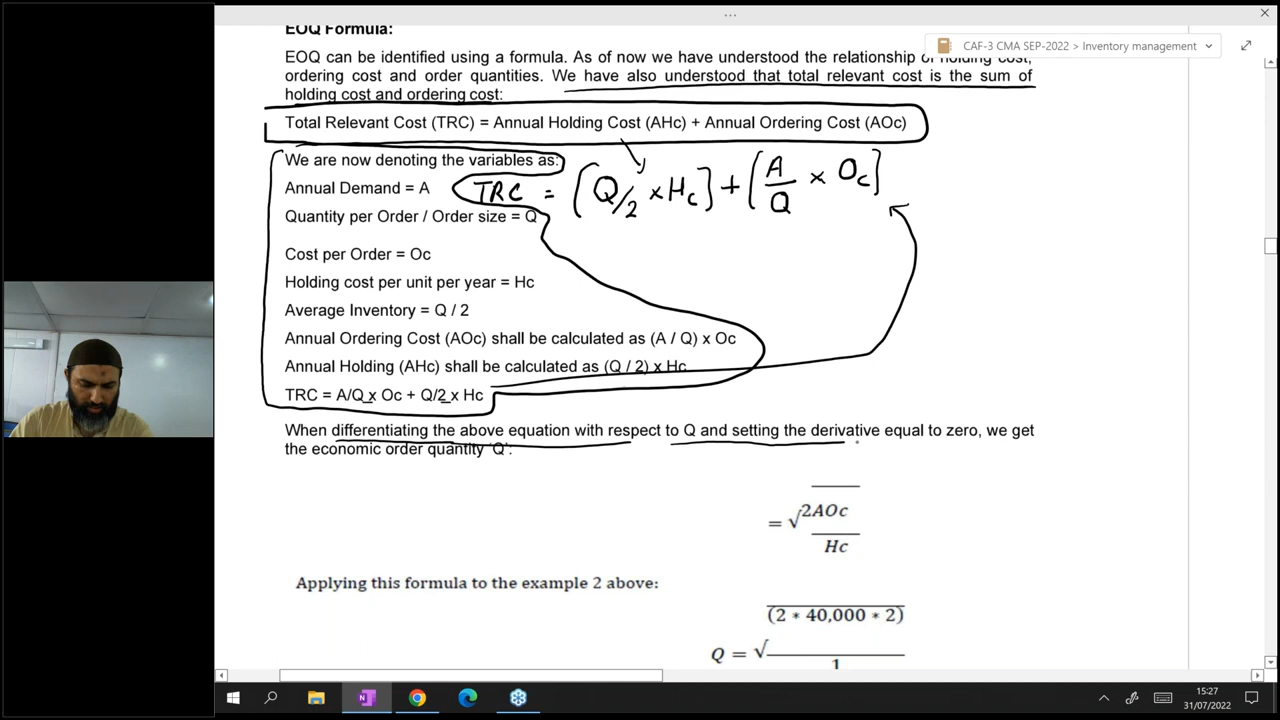 EOQ Formula:
CAF-3 CMA SEP-2022 > Inventory management
EOQ can be identified using a formula. As of now we have understood the relationship of holding cost,
ordering cost and order quantities. We have also understood that total relevant cost is the sum of
holding cost and ordering cost:
Total Relevant Cost (TRC) = Annual Holding Cost (AHc) + Annual Ordering Cost (AOc)
We are now denoting the variables as:
TRC = [Q/2 × Hc] + [A/Q × Oc]
Annual Demand = A
Quantity per Order / Order size = Q
Cost per Order = Oc
Holding cost per unit per year = Hc
Average Inventory = Q / 2
Annual Ordering Cost (AOc) shall be calculated as (A / Q) x Oc
Annual Holding (AHc) shall be calculated as (Q / 2) x Hc
TRC = A/Q x Oc + Q/2 x Hc
When differentiating the above equation with respect to Q and setting the derivative equal to zero, we get
the economic order quantity 'Q':
= √2AOc
Hc
Applying this formula to the example 2 above:
(2 * 40,000 * 2)
Q = √
1
15:27
31/07/2022